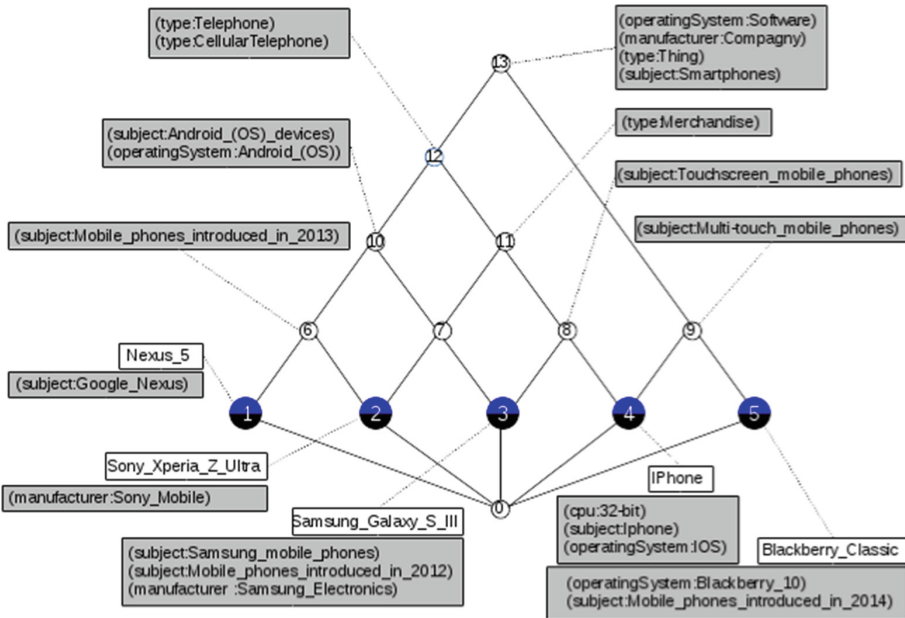 (type:Telephone)
(type:CellularTelephone)
(operatingSystem:Software)
(manufacturer:Compagny)
(type:Thing)
(subject:Smartphones)
13
(type:Merchandise)
(subject:Android_(OS)_devices)
(operatingSystem:Android_(OS))
12
(subject:Touchscreen_mobile_phones)
(subject:Mobile_phones_introduced_in_2013)
10
11
(subject:Multi-touch_mobile_phones)
6
7
8
9
Nexus_5
(subject:Google_Nexus)
1
2
3
4
5
Sony_Xperia_Z_Ultra
(manufacturer:Sony_Mobile)
0
IPhone
(cpu:32-bit)
(subject:Iphone)
(operatingSystem:IOS)
Samsung_Galaxy_S_III
(subject:Samsung_mobile_phones)
(subject:Mobile_phones_introduced_in_2012)
(manufacturer :Samsung_Electronics)
Blackberry_Classic
(operatingSystem:Blackberry_10)
(subject:Mobile_phones_introduced_in_2014)